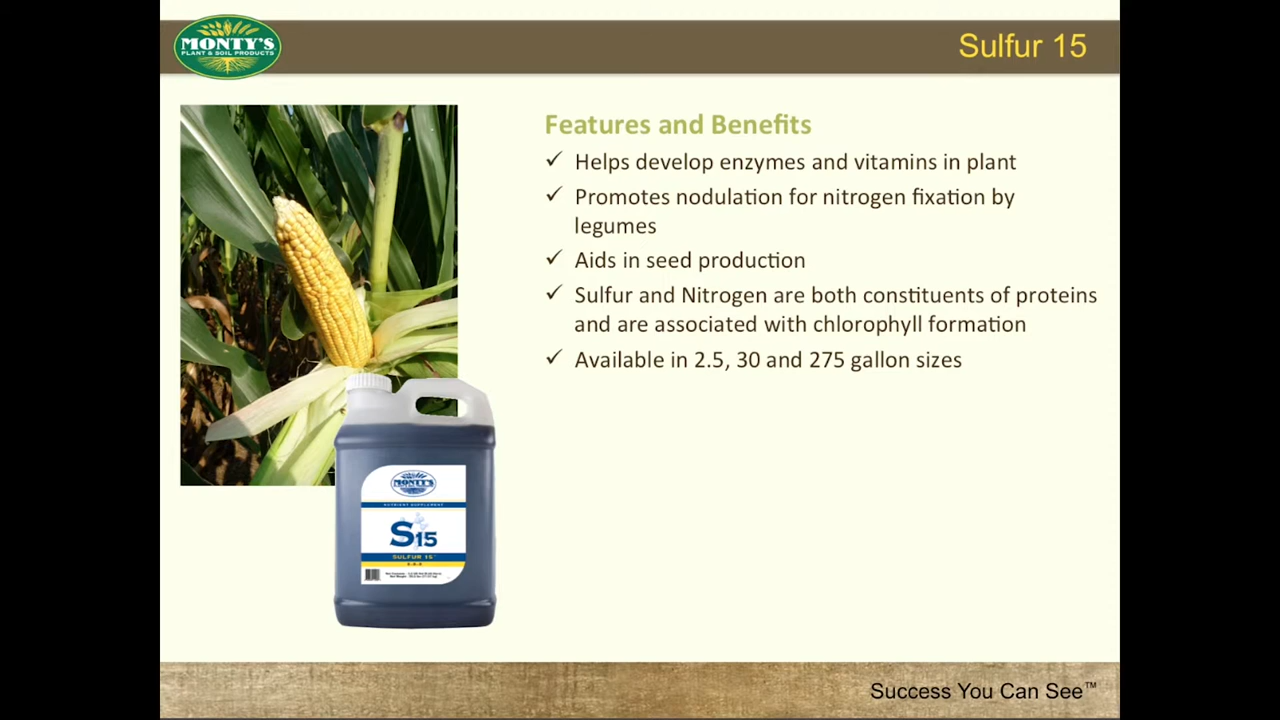 MONTY'S
PLANT & SOIL PRODUCTS
Sulfur 15
Features and Benefits
✓ Helps develop enzymes and vitamins in plant
✓ Promotes nodulation for nitrogen fixation by
legumes
✓ Aids in seed production
✓ Sulfur and Nitrogen are both constituents of proteins
and are associated with chlorophyll formation
✓ Available in 2.5, 30 and 275 gallon sizes
MONTY'S
NUTRIENT SUPPLEMENT
S15
SULFUR 15™
Success You Can See™